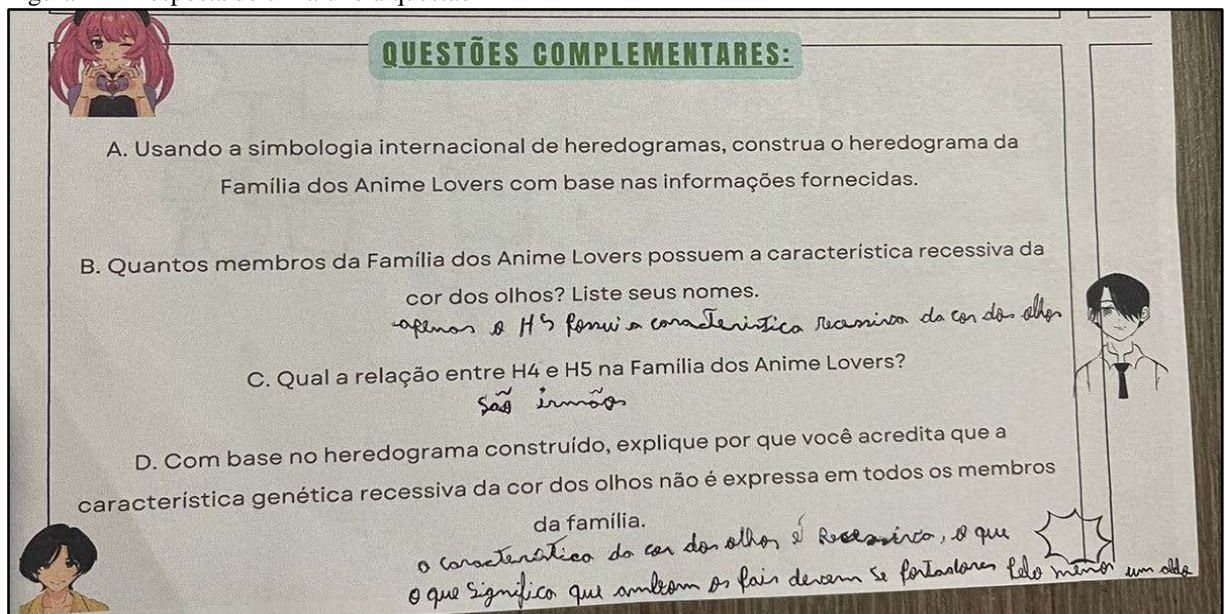 QUESTÕES COMPLEMENTARES:
A. Usando a simbologia internacional de heredogramas, construa o heredograma da
Família dos Anime Lovers com base nas informações fornecidas.
B. Quantos membros da Família dos Anime Lovers possuem a característica recessiva da
cor dos olhos? Liste seus nomes.
apenas o H5 possui a característica recessiva da cor dos olhos
C. Qual a relação entre H4 e H5 na Família dos Anime Lovers?
São irmãos
D. Com base no heredograma construído, explique por que você acredita que a
característica genética recessiva da cor dos olhos não é expressa em todos os membros
da família.
a característica da cor dos olhos é Recessiva, o que
o que significa que ambos os pais devem se portadores pelo menor um